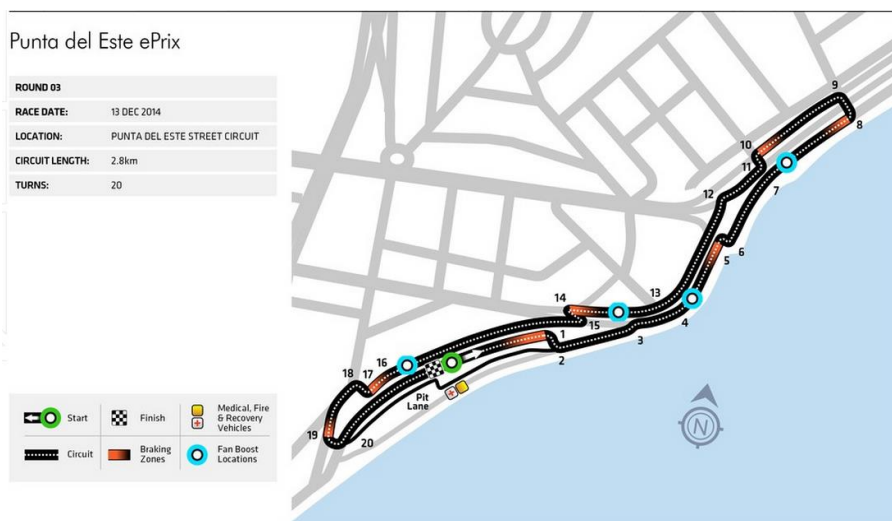 Punta del Este ePrix
ROUND 03
RACE DATE: 13 DEC 2014
LOCATION: PUNTA DEL ESTE STREET CIRCUIT
CIRCUIT LENGTH: 2.8km
TURNS: 20
9
8
10
11
7
12
6
5
13
14
4
15
1
3
2
16
18
17
Pit
Lane
19
20
N
Start
Finish
Medical, Fire
& Recovery
Vehicles
Circuit
Braking
Zones
Fan Boost
Locations